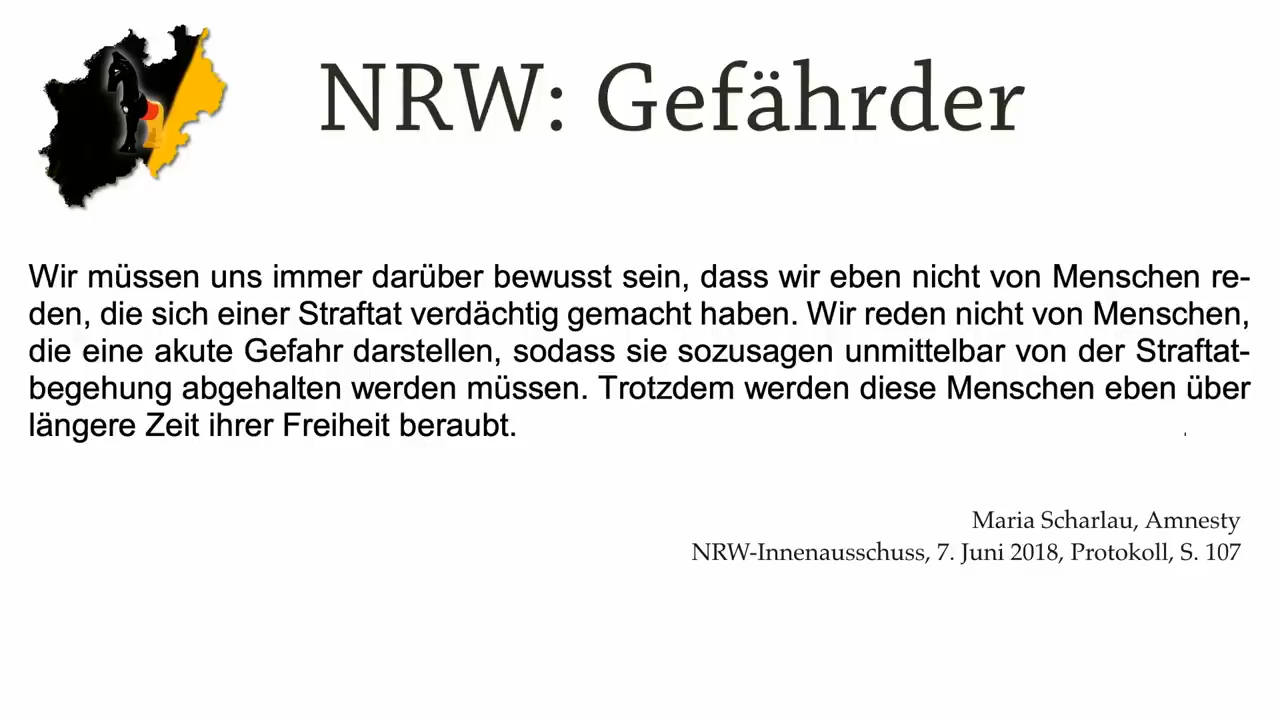 NRW: Gefährder
Wir müssen uns immer darüber bewusst sein, dass wir eben nicht von Menschen re-
den, die sich einer Straftat verdächtig gemacht haben. Wir reden nicht von Menschen,
die eine akute Gefahr darstellen, sodass sie sozusagen unmittelbar von der Straftat-
begehung abgehalten werden müssen. Trotzdem werden diese Menschen eben über
längere Zeit ihrer Freiheit beraubt.
Maria Scharlau, Amnesty
NRW-Innenausschuss, 7. Juni 2018, Protokoll, S. 107